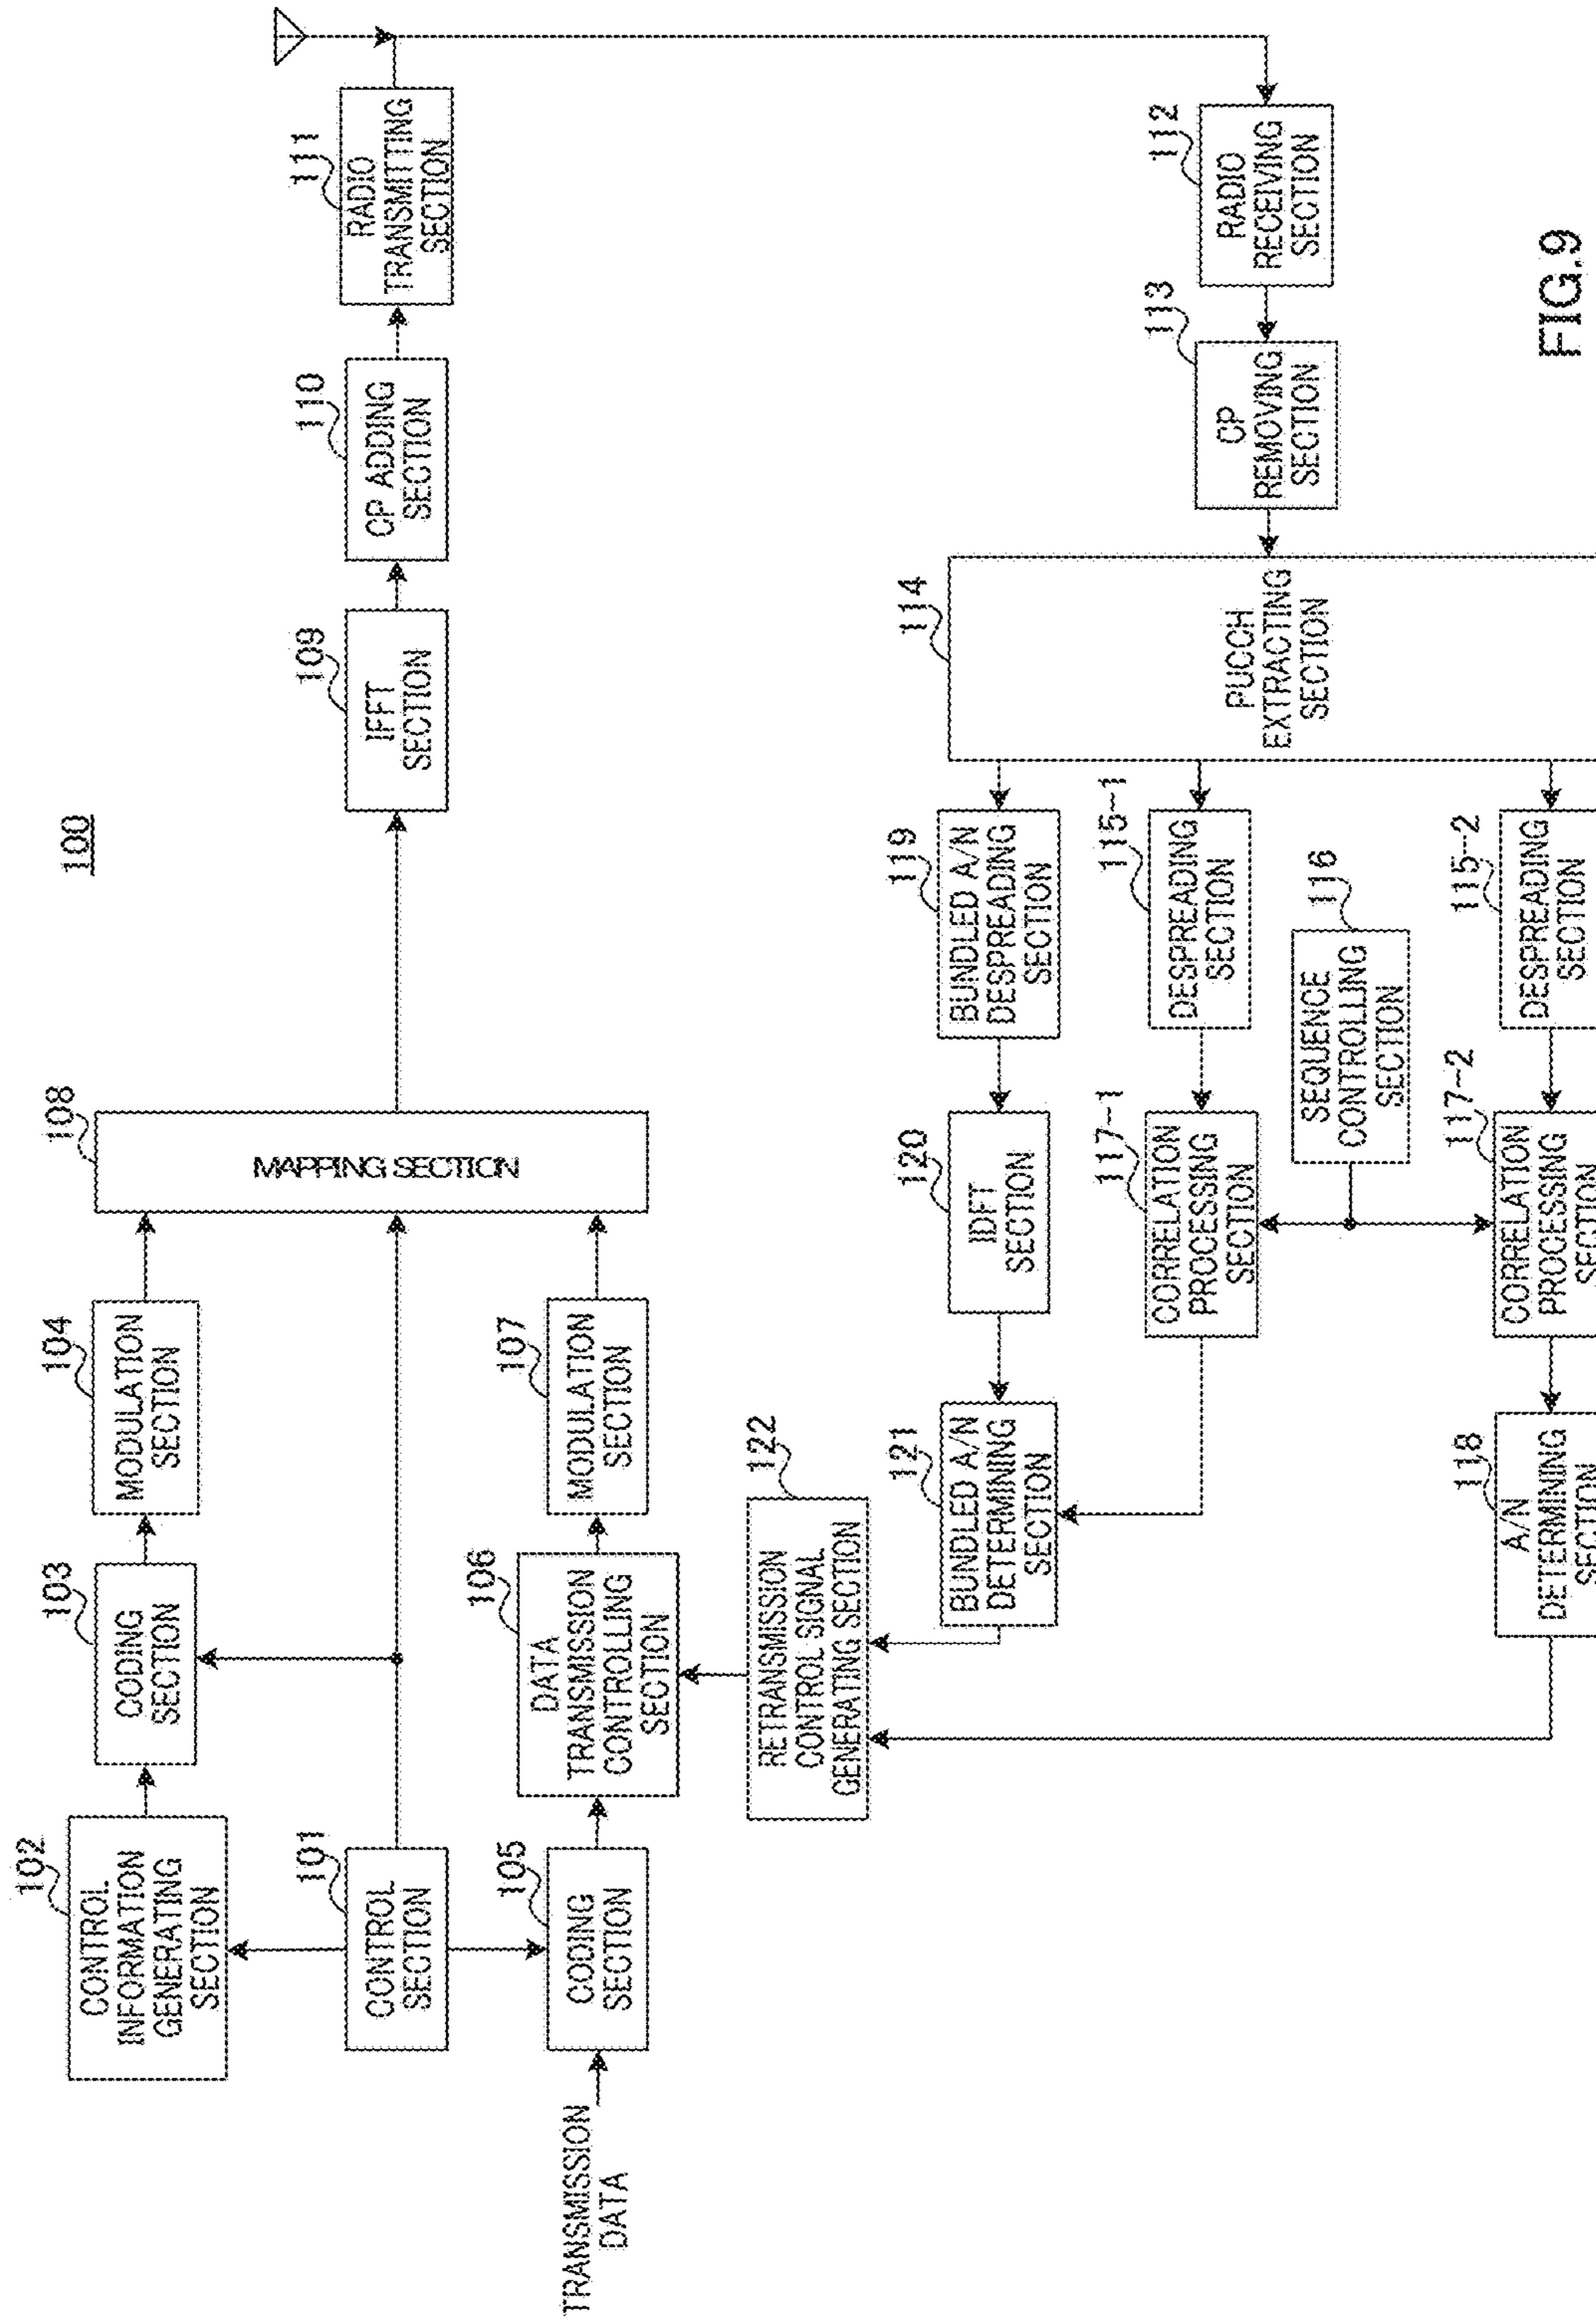 100
102
CONTROL
INFORMATION
GENERATING
SECTION
103
CODING
SECTION
104
MODULATION
SECTION
108
MAPPING SECTION
101
CONTROL
SECTION
109
IFFT
SECTION
110
CP ADDING
SECTION
111
RADIO
TRANSMITTING
SECTION
TRANSMISSION
DATA
105
CODING
SECTION
106
DATA
TRANSMISSION
CONTROLLING
SECTION
107
MODULATION
SECTION
122
RETRANSMISSION
CONTROL SIGNAL
GENERATING SECTION
121
BUNDLED A/N
DETERMINING
SECTION
120
IDFT
SECTION
119
BUNDLED A/N
DESPREADING
SECTION
114
PUCCH
EXTRACTING
SECTION
113
CP
REMOVING
SECTION
112
RADIO
RECEIVING
SECTION
117-1
CORRELATION
PROCESSING
SECTION
115-1
DESPREADING
SECTION
116
SEQUENCE
CONTROLLING
SECTION
118
A/N
DETERMINING
SECTION
117-2
CORRELATION
PROCESSING
SECTION
115-2
DESPREADING
SECTION
FIG.9